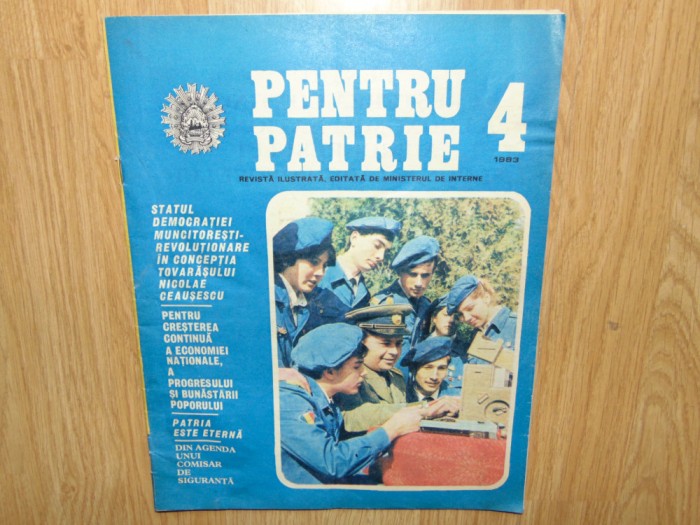 PENTRU
PATRIE
4
1983
REVISTĂ ILUSTRATĂ, EDITATĂ DE MINISTERUL DE INTERNE
STATUL
DEMOCRAȚIEI
MUNCITOREȘTI-
REVOLUȚIONARE
ÎN CONCEPȚIA
TOVARĂȘULUI
NICOLAE
CEAUȘESCU
PENTRU
CREȘTEREA
CONTINUĂ
A ECONOMIEI
NAȚIONALE,
A
PROGRESULUI
ȘI BUNĂSTĂRII
POPORULUI
PATRIA
ESTE ETERNĂ
DIN AGENDA
UNUI
COMISAR
DE
SIGURANȚĂ